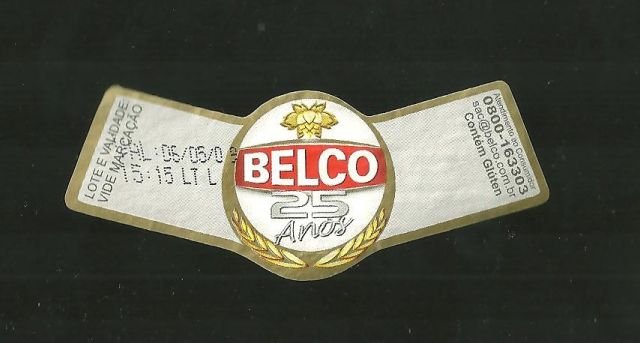 LOTE E VALIDADE:
VIDE MARCAÇÃO
BELCO
25
Anos
Atendimento ao Consumidor
0800-163303
sac@belco.com.br
Contém Glúten